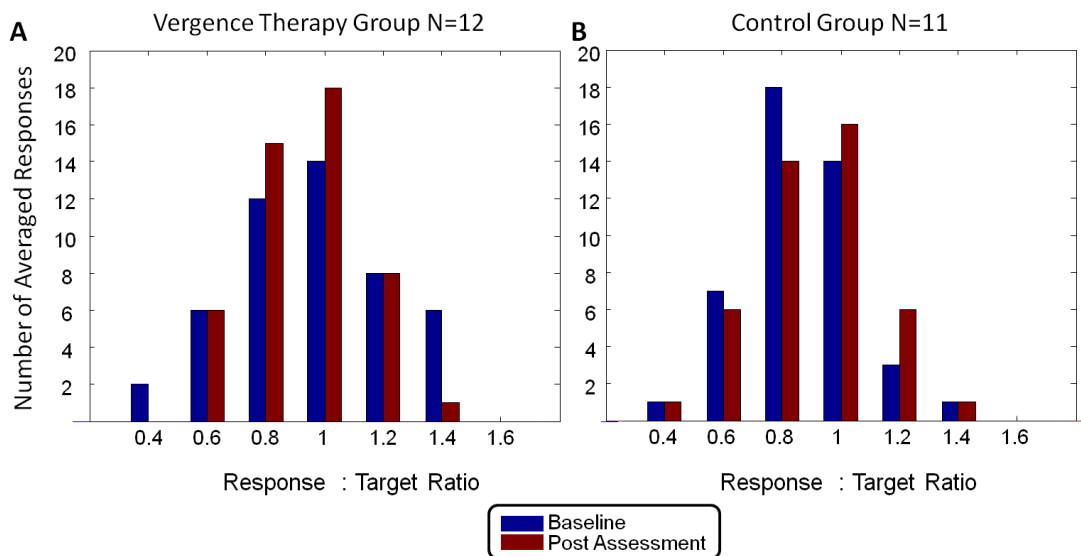 A Vergence Therapy Group N=12
Number of Averaged Responses
20
18
16
14
12
10
8
6
4
2
0.4 0.6 0.8 1 1.2 1.4 1.6
Response : Target Ratio
B Control Group N=11
20
18
16
14
12
10
8
6
4
2
0.4 0.6 0.8 1 1.2 1.4 1.6
Response : Target Ratio
Baseline
Post Assessment